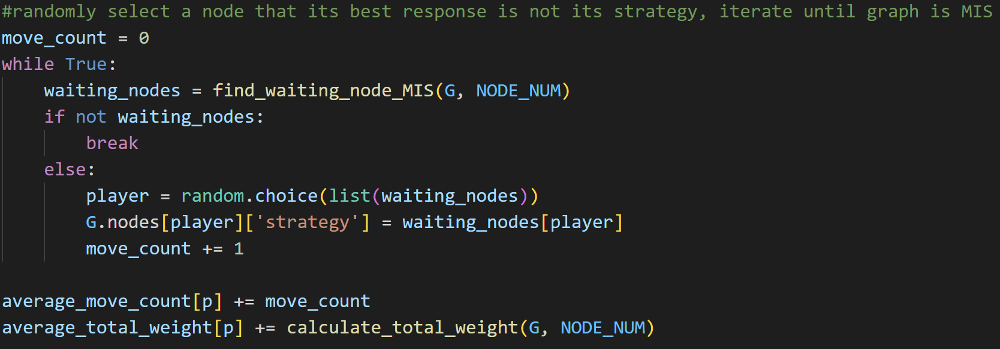 #randomly select a node that its best response is not its strategy, iterate until graph is MIS
move_count = 0
while True:
    waiting_nodes = find_waiting_node_MIS(G, NODE_NUM)
    if not waiting_nodes:
        break
    else:
        player = random.choice(list(waiting_nodes))
        G.nodes[player]['strategy'] = waiting_nodes[player]
        move_count += 1

average_move_count[p] += move_count
average_total_weight[p] += calculate_total_weight(G, NODE_NUM)